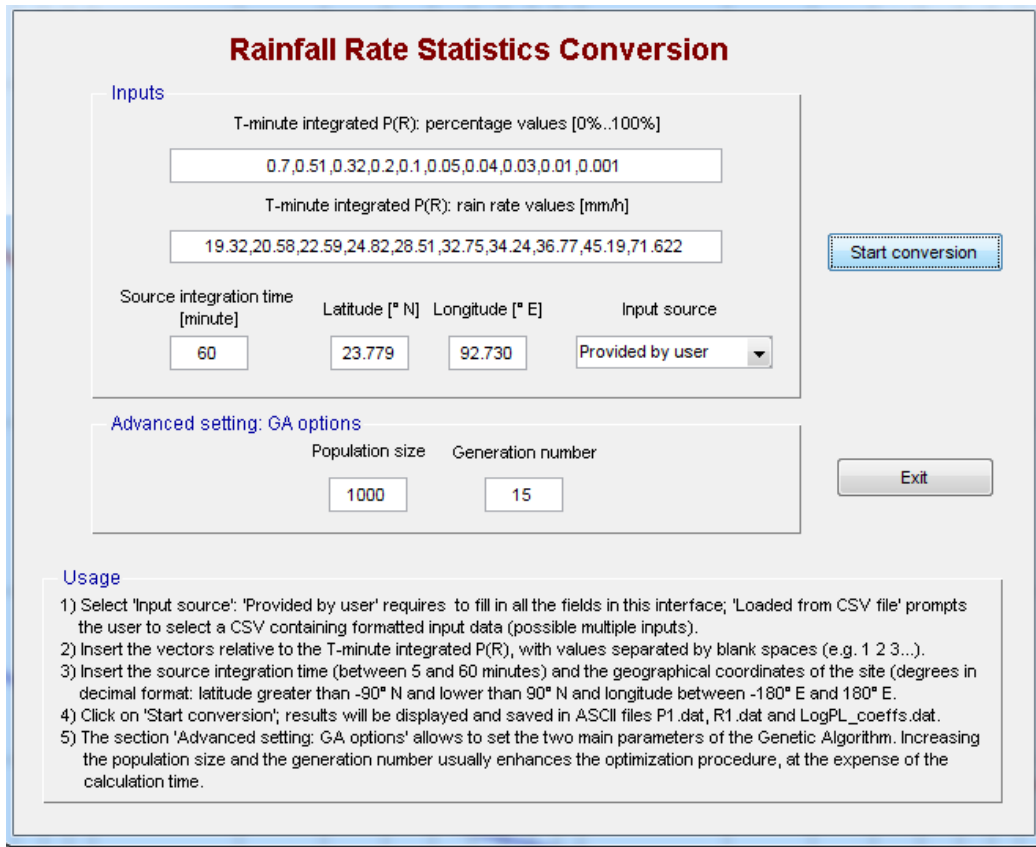 Rainfall Rate Statistics Conversion
Inputs
T-minute integrated P(R): percentage values [0%..100%]
0.7,0.51,0.32,0.2,0.1,0.05,0.04,0.03,0.01,0.001
T-minute integrated P(R): rain rate values [mm/h]
19.32,20.58,22.59,24.82,28.51,32.75,34.24,36.77,45.19,71.622
Start conversion
Source integration time
[minute]
Latitude [° N] Longitude [° E] Input source
60 23.779 92.730 Provided by user
Advanced setting: GA options
Population size Generation number
1000 15
Exit
Usage
1) Select 'Input source': 'Provided by user' requires to fill in all the fields in this interface; 'Loaded from CSV file' prompts
the user to select a CSV containing formatted input data (possible multiple inputs).
2) Insert the vectors relative to the T-minute integrated P(R), with values separated by blank spaces (e.g. 1 2 3...).
3) Insert the source integration time (between 5 and 60 minutes) and the geographical coordinates of the site (degrees in
decimal format: latitude greater than -90° N and lower than 90° N and longitude between -180° E and 180° E.
4) Click on 'Start conversion'; results will be displayed and saved in ASCII files P1.dat, R1.dat and LogPL_coeffs.dat.
5) The section 'Advanced setting: GA options' allows to set the two main parameters of the Genetic Algorithm. Increasing
the population size and the generation number usually enhances the optimization procedure, at the expense of the
calculation time.